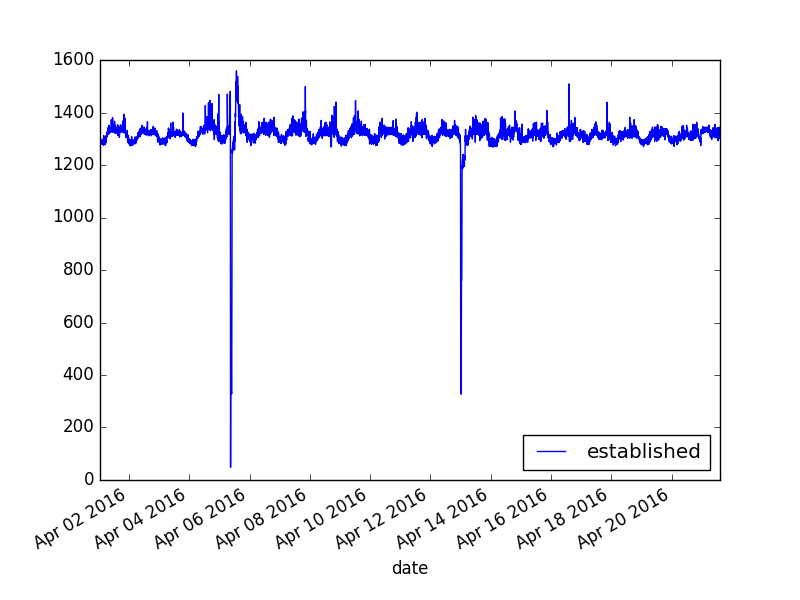 1600
1400
1200
1000
800
600
400
200
0
established
Apr 02 2016
Apr 04 2016
Apr 06 2016
Apr 08 2016
Apr 10 2016
Apr 12 2016
Apr 14 2016
Apr 16 2016
Apr 18 2016
Apr 20 2016
date